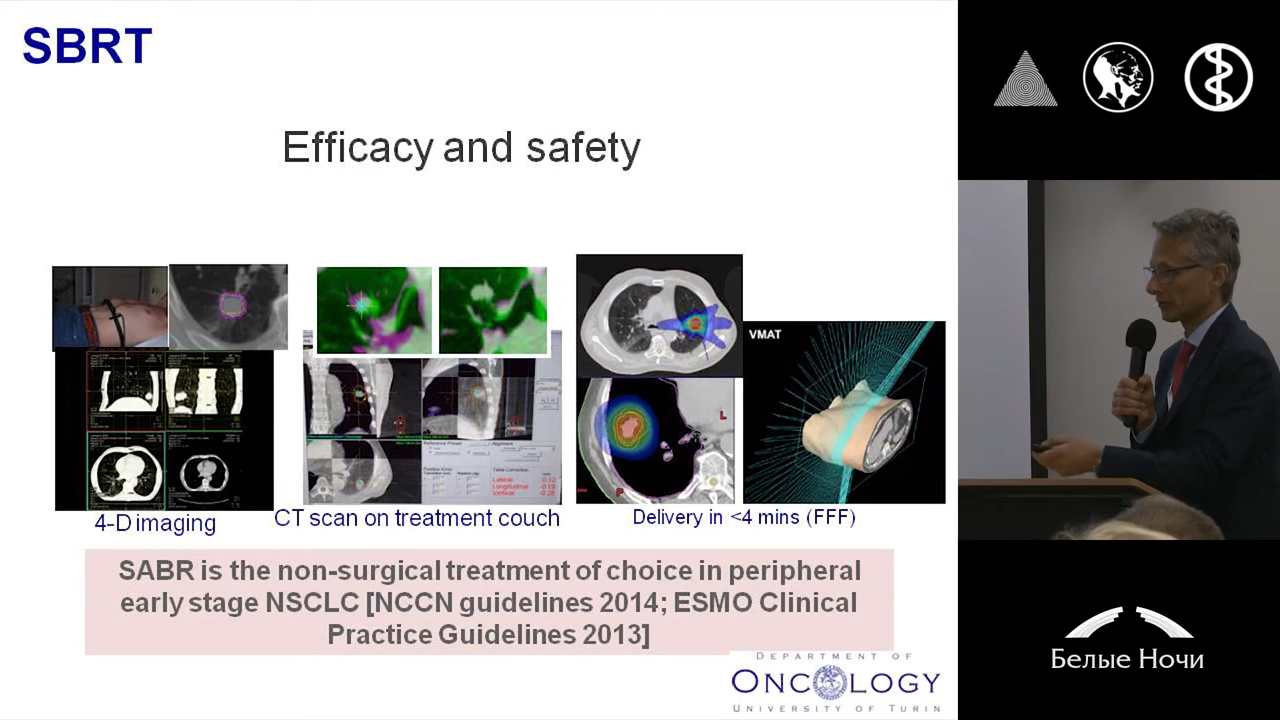 SBRT
Efficacy and safety
VMAT
L
4-D imaging
CT scan on treatment couch
Delivery in <4 mins (FFF)
SABR is the non-surgical treatment of choice in peripheral
early stage NSCLC [NCCN guidelines 2014; ESMO Clinical
Practice Guidelines 2013]
DEPARTMENT OF
ONCOLOGY
UNIVERSITY OF TURIN
Белые Ночи